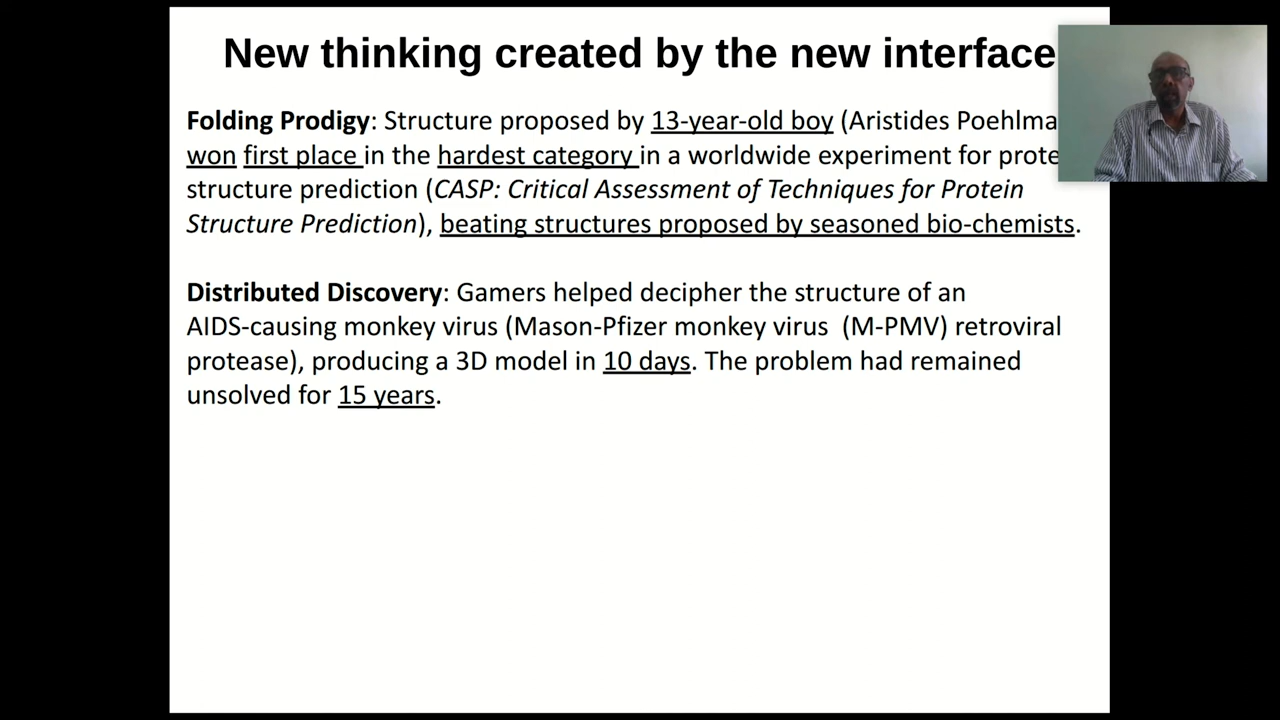 New thinking created by the new interface
Folding Prodigy: Structure proposed by 13-year-old boy (Aristides Poehlma
won first place in the hardest category in a worldwide experiment for prote
structure prediction (CASP: Critical Assessment of Techniques for Protein
Structure Prediction), beating structures proposed by seasoned bio-chemists.
Distributed Discovery: Gamers helped decipher the structure of an
AIDS-causing monkey virus (Mason-Pfizer monkey virus (M-PMV) retroviral
protease), producing a 3D model in 10 days. The problem had remained
unsolved for 15 years.